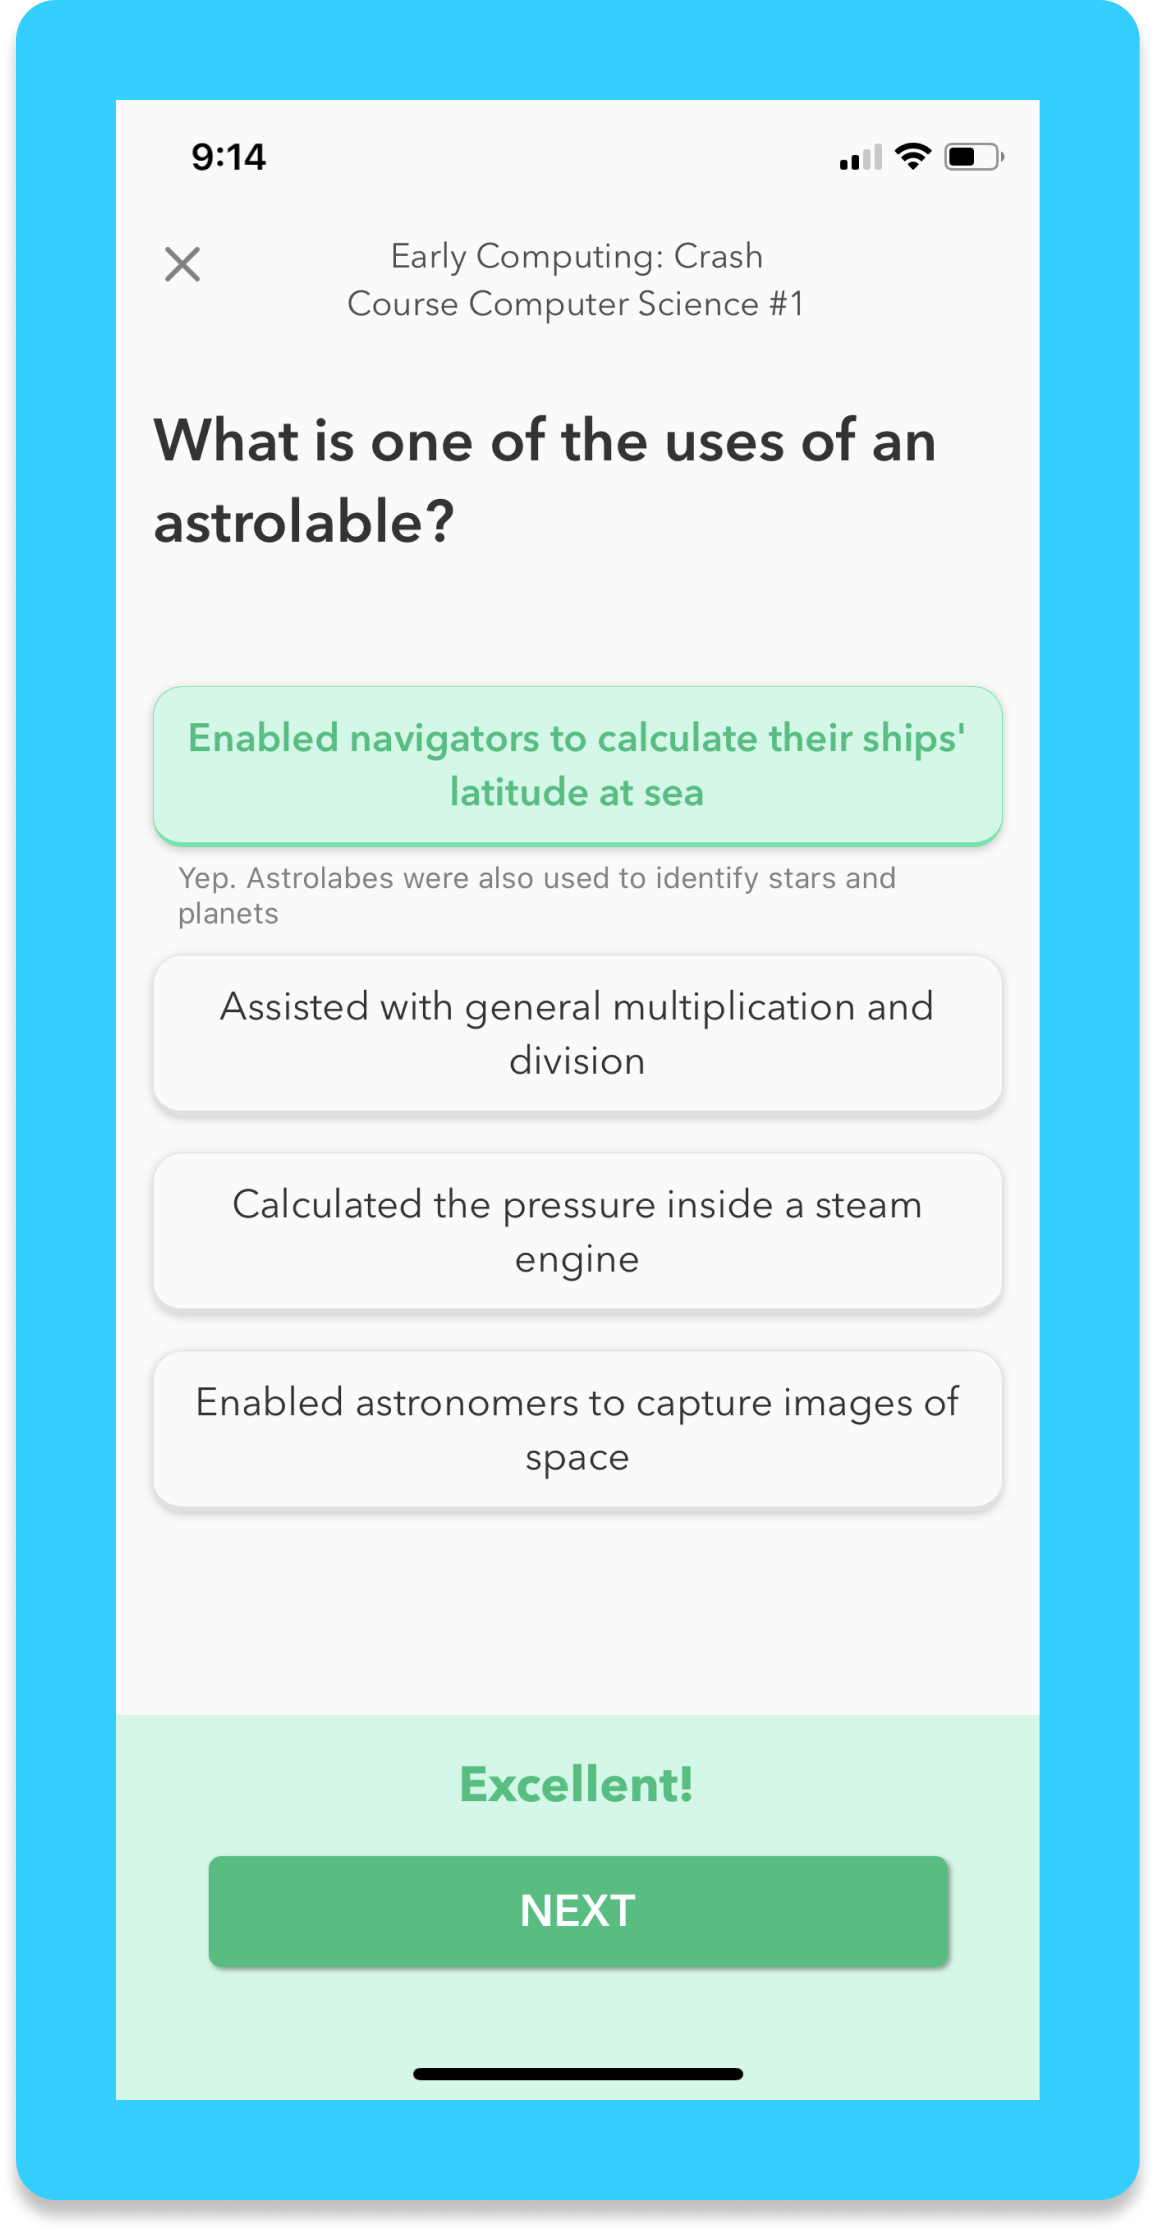 9:14
Early Computing: Crash
Course Computer Science #1
What is one of the uses of an
astrolable?
Enabled navigators to calculate their ships'
latitude at sea
Yep. Astrolabes were also used to identify stars and
planets
Assisted with general multiplication and
division
Calculated the pressure inside a steam
engine
Enabled astronomers to capture images of
space
Excellent!
NEXT